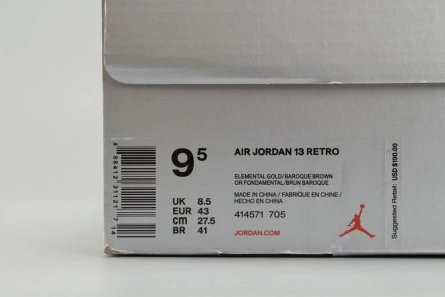 9⁵
AIR JORDAN 13 RETRO
ELEMENTAL GOLD/BAROQUE BROWN
OR FONDAMENTAL/BRUN BAROQUE
MADE IN CHINA / FABRIQUE EN CHINE /
HECHO EN CHINA
UK 8.5
EUR 43
cm 27.5
BR 41
414571 705
JORDAN.COM
Suggested Retail: USD $190.00